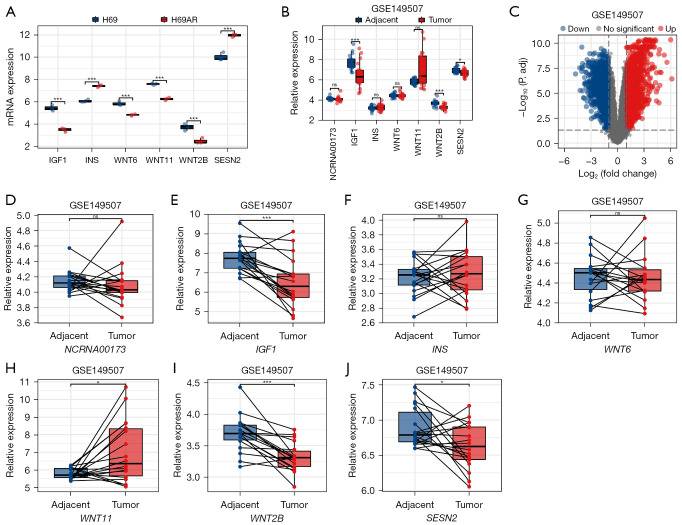 A
H69
H69AR
mRNA expression
12
10
8
6
4
2
***
***
***
***
***
***
IGF1
INS
WNT6
WNT11
WNT2B
SESN2
B
GSE149507
Adjacent
Tumor
Relative expression
10
8
6
4
2
ns
***
ns
ns
ns
***
*
NCRNA00173
IGF1
INS
WNT6
WNT11
WNT2B
SESN2
C
GSE149507
Down
No significant
Up
−Log₁₀ (P. adj)
10.0
7.5
5.0
2.5
0.0
−6
−3
0
3
6
Log₂ (fold change)
D
GSE149507
Relative expression
5.0
4.8
4.6
4.4
4.2
4.0
3.8
3.6
ns
Adjacent
Tumor
NCRNA00173
E
GSE149507
Relative expression
10
9
8
7
6
5
***
Adjacent
Tumor
IGF1
F
GSE149507
Relative expression
4.0
3.8
3.6
3.4
3.2
3.0
2.8
2.6
ns
Adjacent
Tumor
INS
G
GSE149507
Relative expression
5.0
4.8
4.6
4.4
4.2
4.0
ns
Adjacent
Tumor
WNT6
H
GSE149507
Relative expression
11
10
9
8
7
6
5
*
Adjacent
Tumor
WNT11
I
GSE149507
Relative expression
4.5
4.0
3.5
3.0
***
Adjacent
Tumor
WNT2B
J
GSE149507
Relative expression
7.5
7.0
6.5
6.0
*
Adjacent
Tumor
SESN2